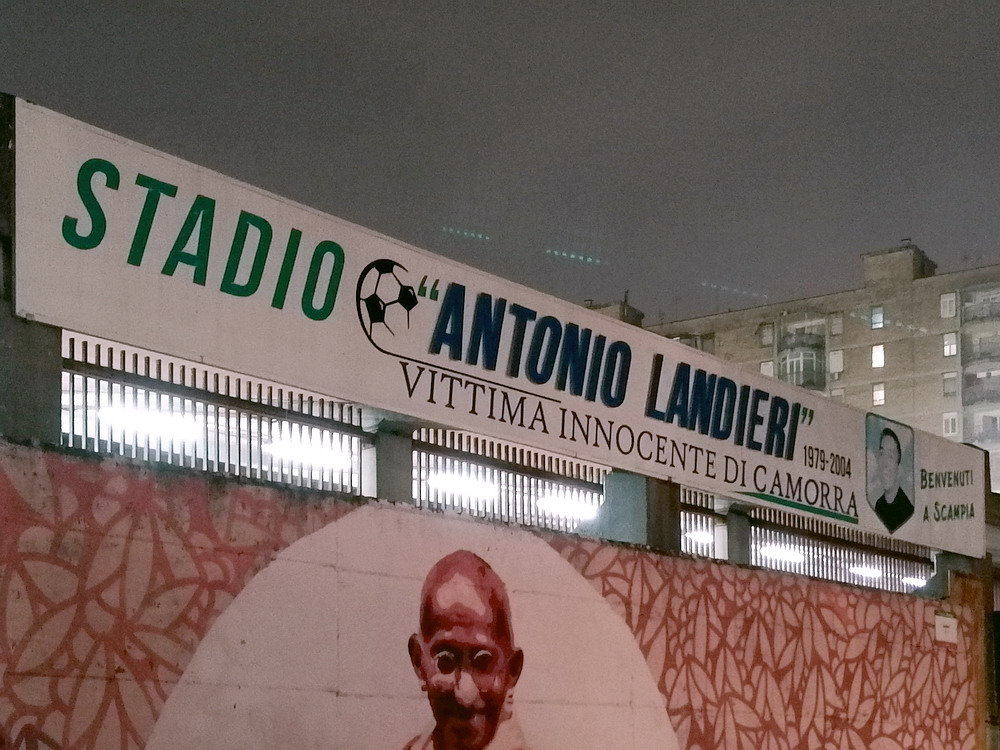 STADIO "ANTONIO LANDIERI"
VITTIMA INNOCENTE DI CAMORRA
1979-2004
BENVENUTI
A SCAMPIA